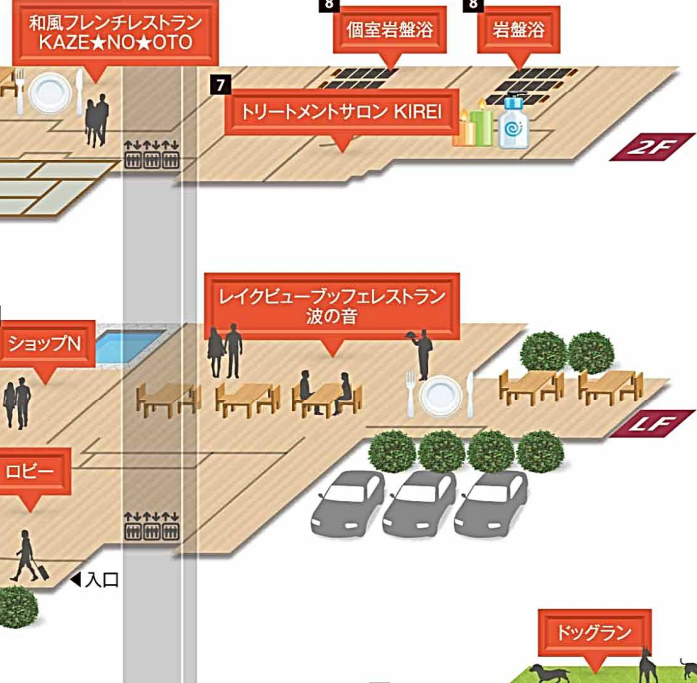 和風フレンチレストラン
KAZE★NO★OTO
8
個室岩盤浴
8
岩盤浴
7
トリートメントサロン KIREI
2F
レイクビューブッフェレストラン
波の音
ショップN
LF
ロビー
入口
ドッグラン